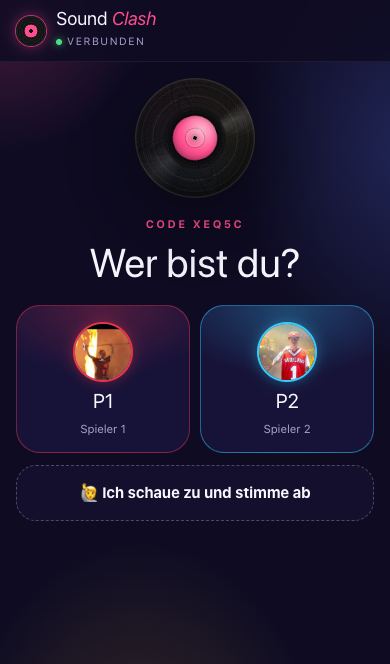 Sound Clash
VERBUNDEN
CODE XEQ5C
Wer bist du?
P1
Spieler 1
P2
Spieler 2
🙋 Ich schaue zu und stimme ab